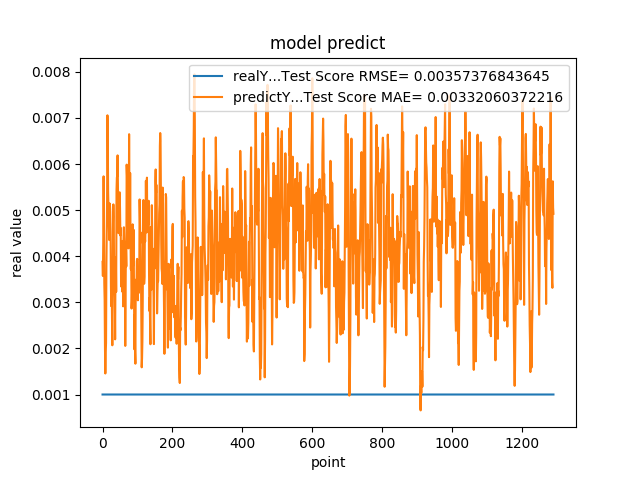 model predict
realY...Test Score RMSE= 0.00357376843645
predictY...Test Score MAE= 0.00332060372216
0.008
0.007
0.006
0.005
0.004
0.003
0.002
0.001
real value
0 200 400 600 800 1000 1200
point